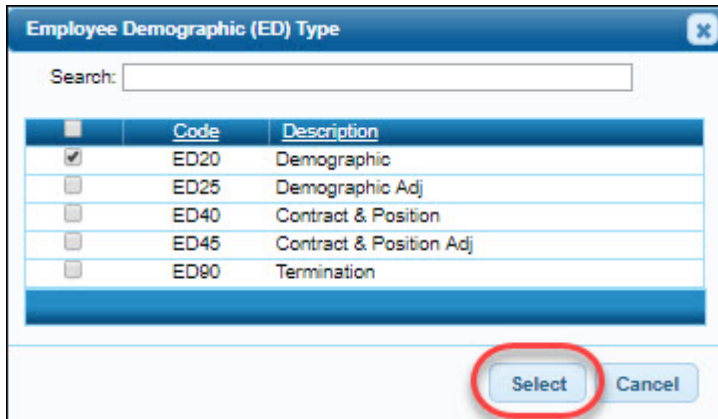 Employee Demographic (ED) Type
Search:
Code Description
ED20 Demographic
ED25 Demographic Adj
ED40 Contract & Position
ED45 Contract & Position Adj
ED90 Termination
Select Cancel